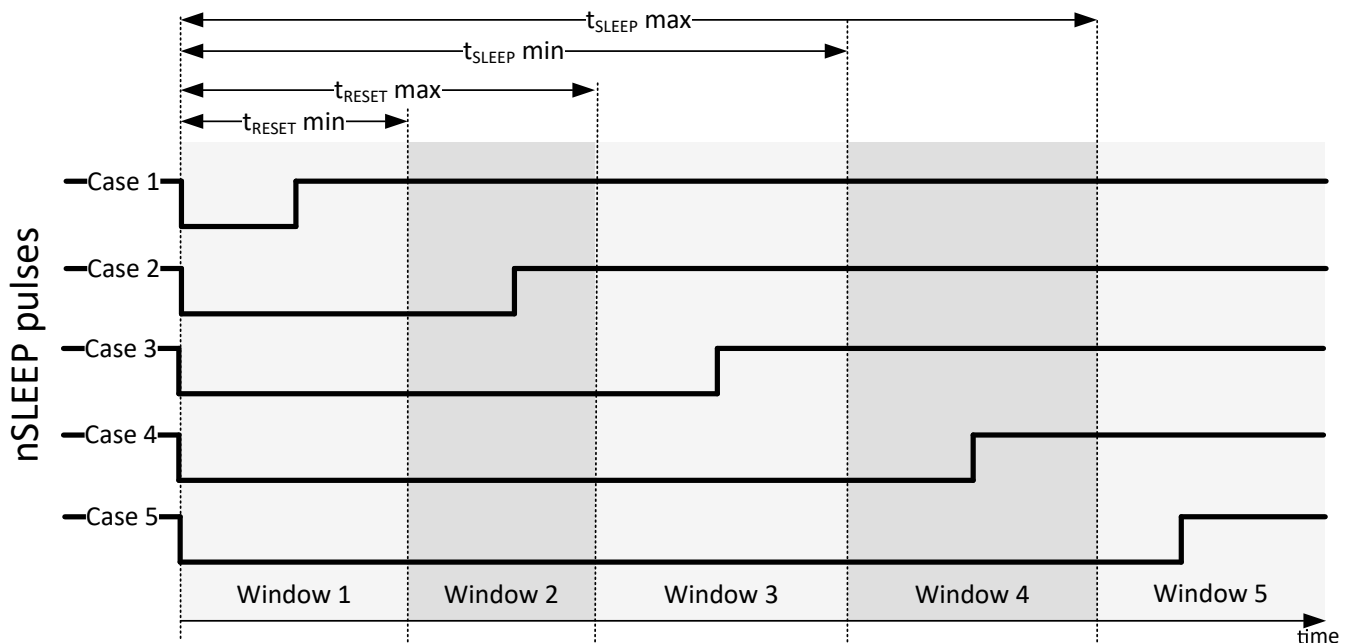 tSLEEP max
tSLEEP min
tRESET max
tRESET min
nSLEEP pulses
Case 1
Case 2
Case 3
Case 4
Case 5
Window 1 Window 2 Window 3 Window 4 Window 5
time